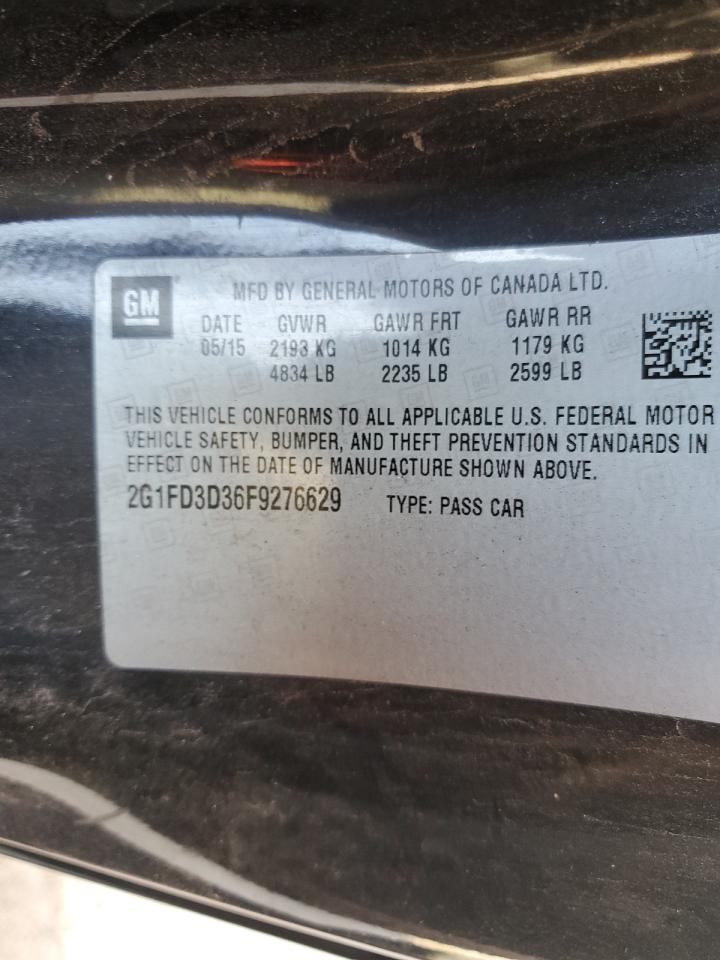 GM
MFD BY GENERAL MOTORS OF CANADA LTD.
DATE GVWR GAWR FRT GAWR RR
05/15 2193 KG 1014 KG 1179 KG
4834 LB 2235 LB 2599 LB
THIS VEHICLE CONFORMS TO ALL APPLICABLE U.S. FEDERAL MOTOR
VEHICLE SAFETY, BUMPER, AND THEFT PREVENTION STANDARDS IN
EFFECT ON THE DATE OF MANUFACTURE SHOWN ABOVE.
2G1FD3D36F9276629 TYPE: PASS CAR